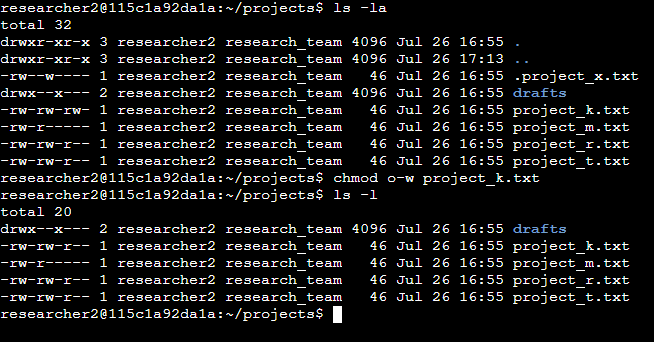 researcher2@115c1a92da1a:~/projects$ ls -la
total 32
drwxr-xr-x 3 researcher2 research_team 4096 Jul 26 16:55 .
drwxr-xr-x 3 researcher2 research_team 4096 Jul 26 17:13 ..
-rw--w---- 1 researcher2 research_team   46 Jul 26 16:55 .project_x.txt
drwx--x--- 2 researcher2 research_team 4096 Jul 26 16:55 drafts
-rw-rw-rw- 1 researcher2 research_team   46 Jul 26 16:55 project_k.txt
-rw-r----- 1 researcher2 research_team   46 Jul 26 16:55 project_m.txt
-rw-rw-r-- 1 researcher2 research_team   46 Jul 26 16:55 project_r.txt
-rw-rw-r-- 1 researcher2 research_team   46 Jul 26 16:55 project_t.txt
researcher2@115c1a92da1a:~/projects$ chmod o-w project_k.txt
researcher2@115c1a92da1a:~/projects$ ls -l
total 20
drwx--x--- 2 researcher2 research_team 4096 Jul 26 16:55 drafts
-rw-rw-r-- 1 researcher2 research_team   46 Jul 26 16:55 project_k.txt
-rw-r----- 1 researcher2 research_team   46 Jul 26 16:55 project_m.txt
-rw-rw-r-- 1 researcher2 research_team   46 Jul 26 16:55 project_r.txt
-rw-rw-r-- 1 researcher2 research_team   46 Jul 26 16:55 project_t.txt
researcher2@115c1a92da1a:~/projects$